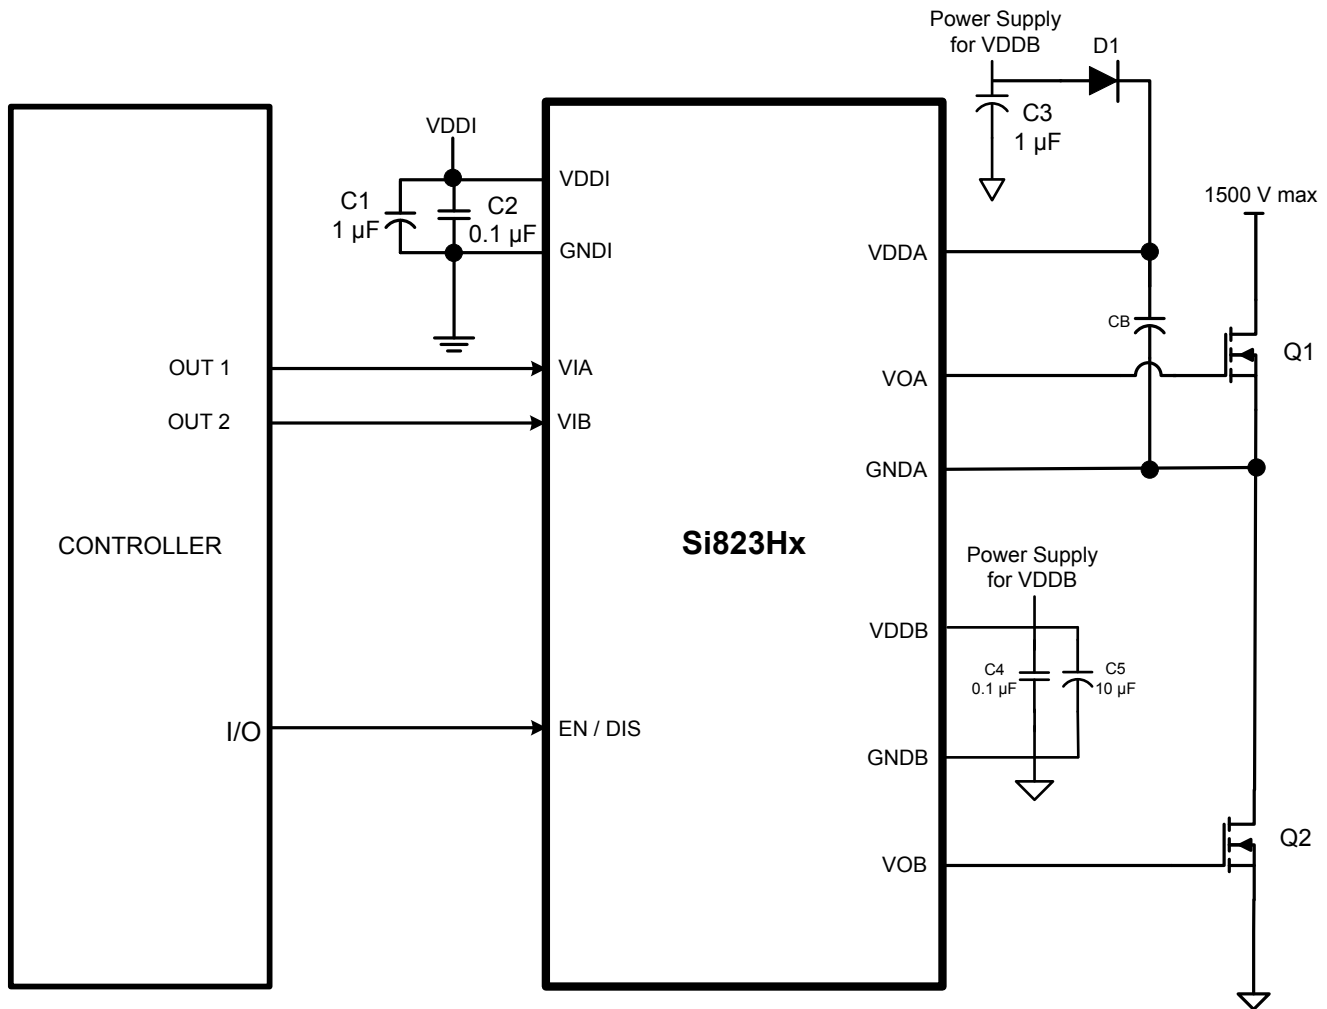 Power Supply
for VDDB
D1
C3
1 µF
VDDI
VDDI
C1
1 µF
C2
0.1 µF
GNDI
1500 V max
VDDA
CB
Q1
OUT 1
VIA
VOA
OUT 2
VIB
GNDA
CONTROLLER
Si823Hx
Power Supply
for VDDB
VDDB
C4
0.1 µF
C5
10 µF
I/O
EN / DIS
GNDB
Q2
VOB